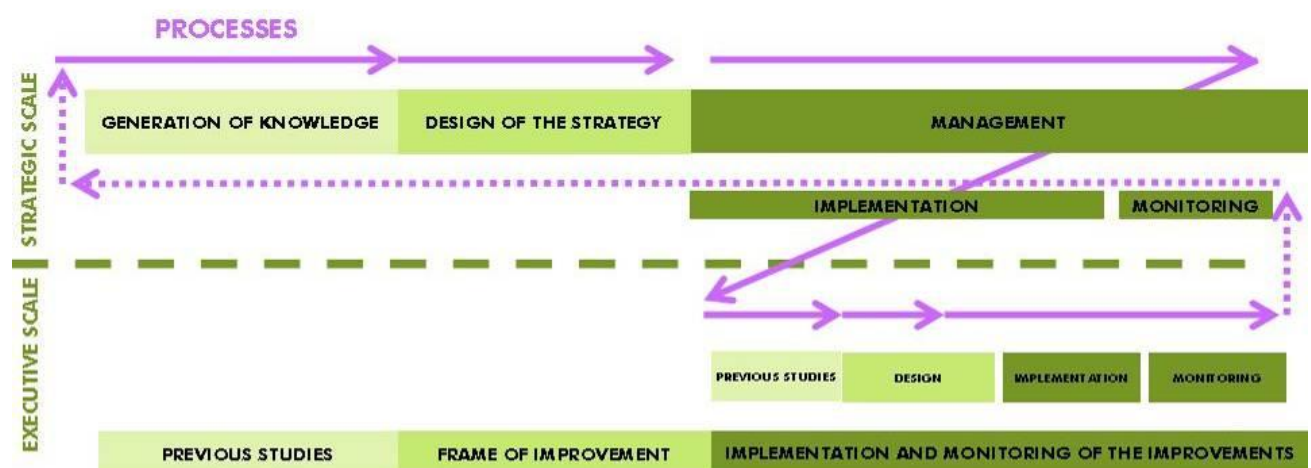 PROCESSES
STRATEGIC SCALE
GENERATION OF KNOWLEDGE
DESIGN OF THE STRATEGY
MANAGEMENT
IMPLEMENTATION
MONITORING
EXECUTIVE SCALE
PREVIOUS STUDIES
DESIGN
IMPLEMENTATION
MONITORING
PREVIOUS STUDIES
FRAME OF IMPROVEMENT
IMPLEMENTATION AND MONITORING OF THE IMPROVEMENTS